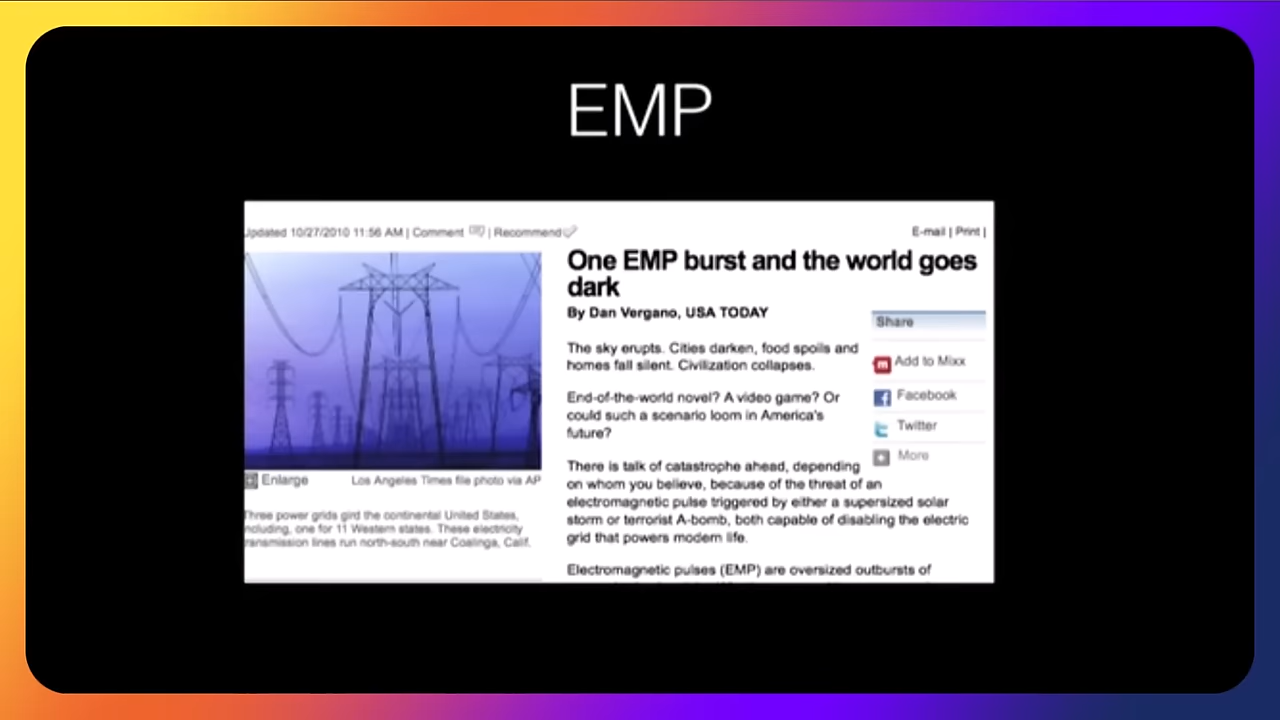 EMP
Updated 10/27/2010 11:56 AM | Comment | Recommend
E-mail | Print |
One EMP burst and the world goes
dark
By Dan Vergano, USA TODAY
Share
Add to Mixx
Facebook
Twitter
More
The sky erupts. Cities darken, food spoils and
homes fall silent. Civilization collapses.
End-of-the-world novel? A video game? Or
could such a scenario loom in America's
future?
There is talk of catastrophe ahead, depending
on whom you believe, because of the threat of an
electromagnetic pulse triggered by either a supersized solar
storm or terrorist A-bomb, both capable of disabling the electric
grid that powers modern life.
Electromagnetic pulses (EMP) are oversized outbursts of
Enlarge
Los Angeles Times file photo via AP
Three power grids gird the continental United States,
including, one for 11 Western states. These electricity
transmission lines run north-south near Coalinga, Calif.